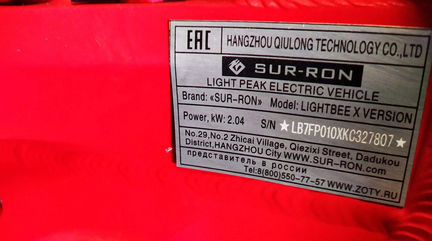 EAC HANGZHOU QIULONG TECHNOLOGY CO.,LTD
SUR-RON
LIGHT PEAK ELECTRIC VEHICLE
Brand: «SUR-RON» Model: LIGHTBEE X VERSION
Power, kW: 2.04 S/N ★LB7FP010XKC327807★
No.29,No.2 Zhicai Village, Qiezixi Street, Dadukou
District,HANGZHOU City WWW.SUR-RON.COM
представитель в россии
Tel:8(800)550-77-57 WWW.ZOTY.RU